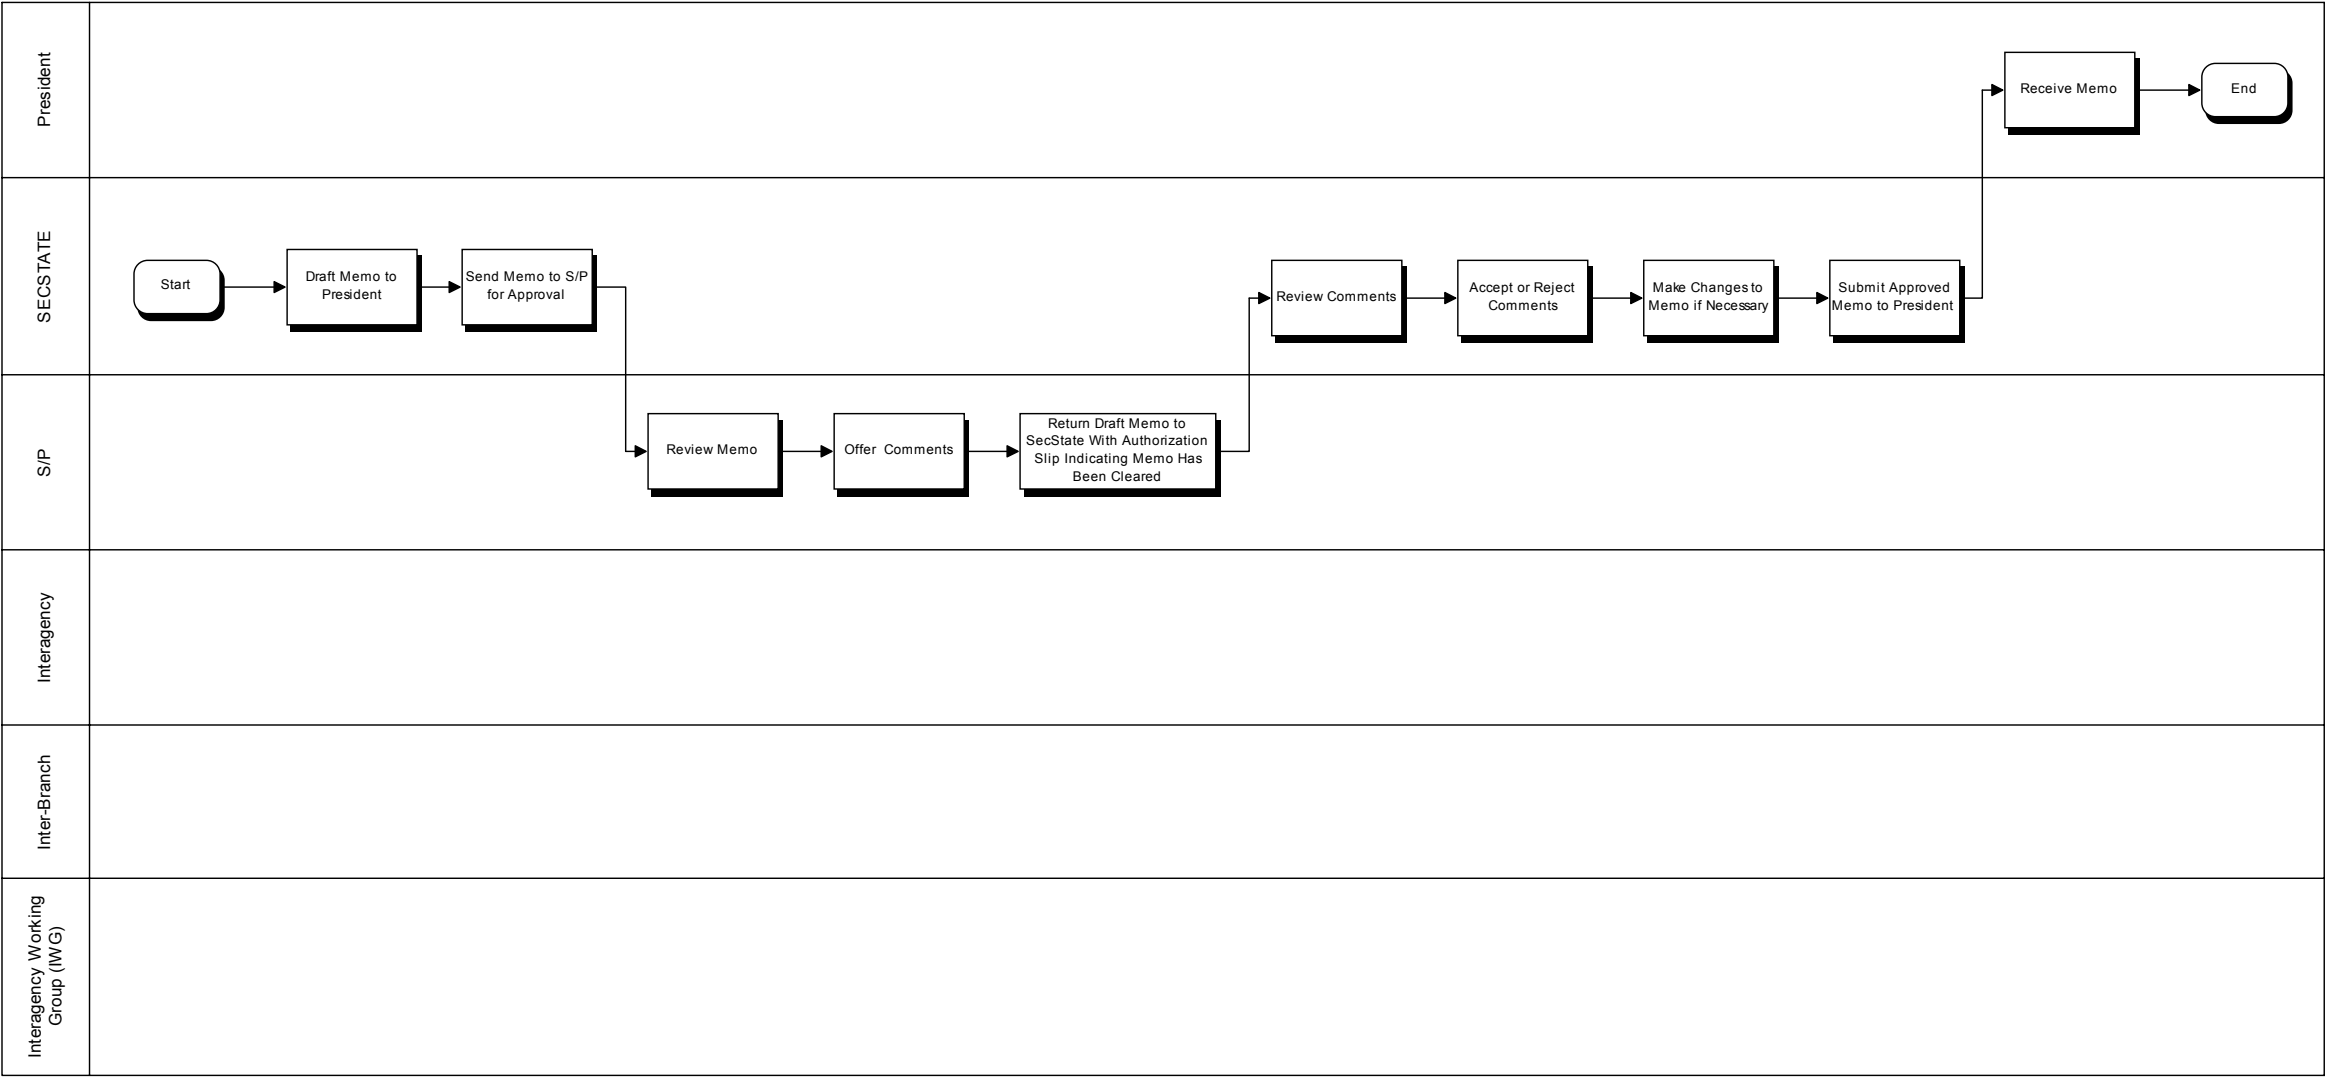 President
Receive Memo
End
SECSTATE
Start
Draft Memo to
President
Send Memo to S/P
for Approval
Review Comments
Accept or Reject
Comments
Make Changes to
Memo if Necessary
Submit Approved
Memo to President
S/P
Review Memo
Offer Comments
Return Draft Memo to
SecState With Authorization
Slip Indicating Memo Has
Been Cleared
Interagency
Inter-Branch
Interagency Working
Group (IWG)